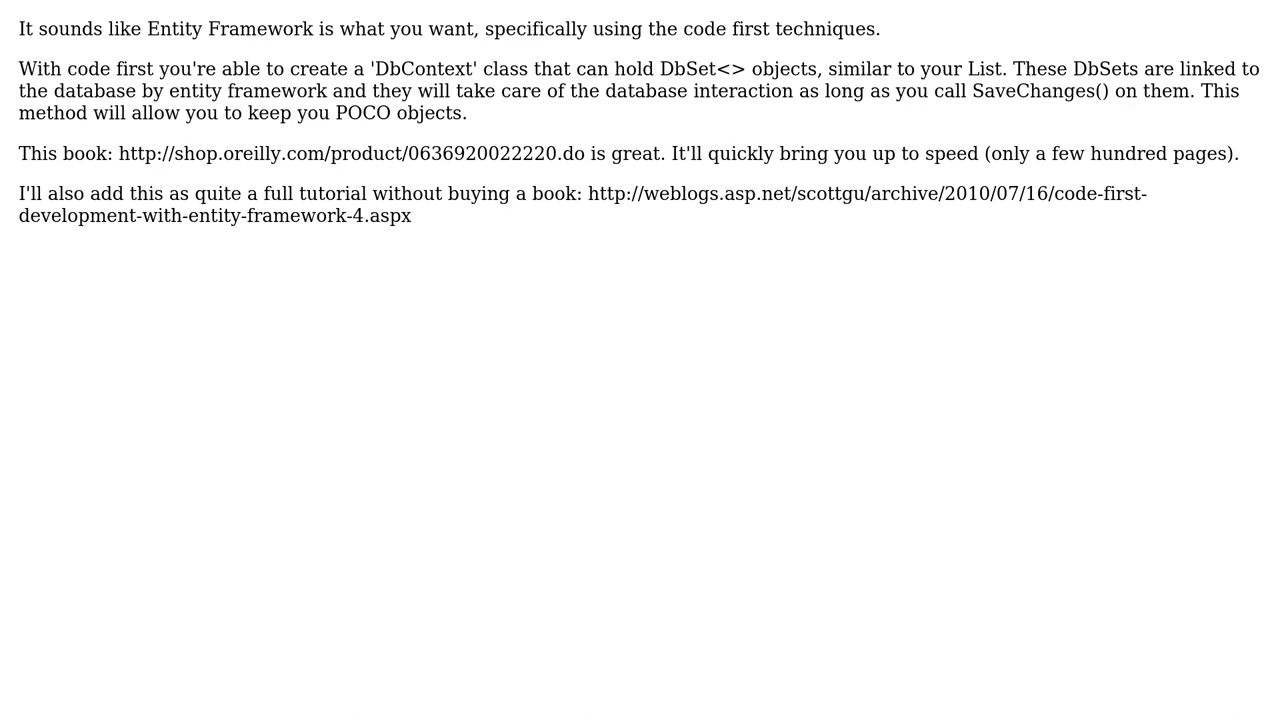 It sounds like Entity Framework is what you want, specifically using the code first techniques.
With code first you're able to create a 'DbContext' class that can hold DbSet<> objects, similar to your List. These DbSets are linked to
the database by entity framework and they will take care of the database interaction as long as you call SaveChanges() on them. This
method will allow you to keep you POCO objects.
This book: http://shop.oreilly.com/product/0636920022220.do is great. It'll quickly bring you up to speed (only a few hundred pages).
I'll also add this as quite a full tutorial without buying a book: http://weblogs.asp.net/scottgu/archive/2010/07/16/code-first-
development-with-entity-framework-4.aspx